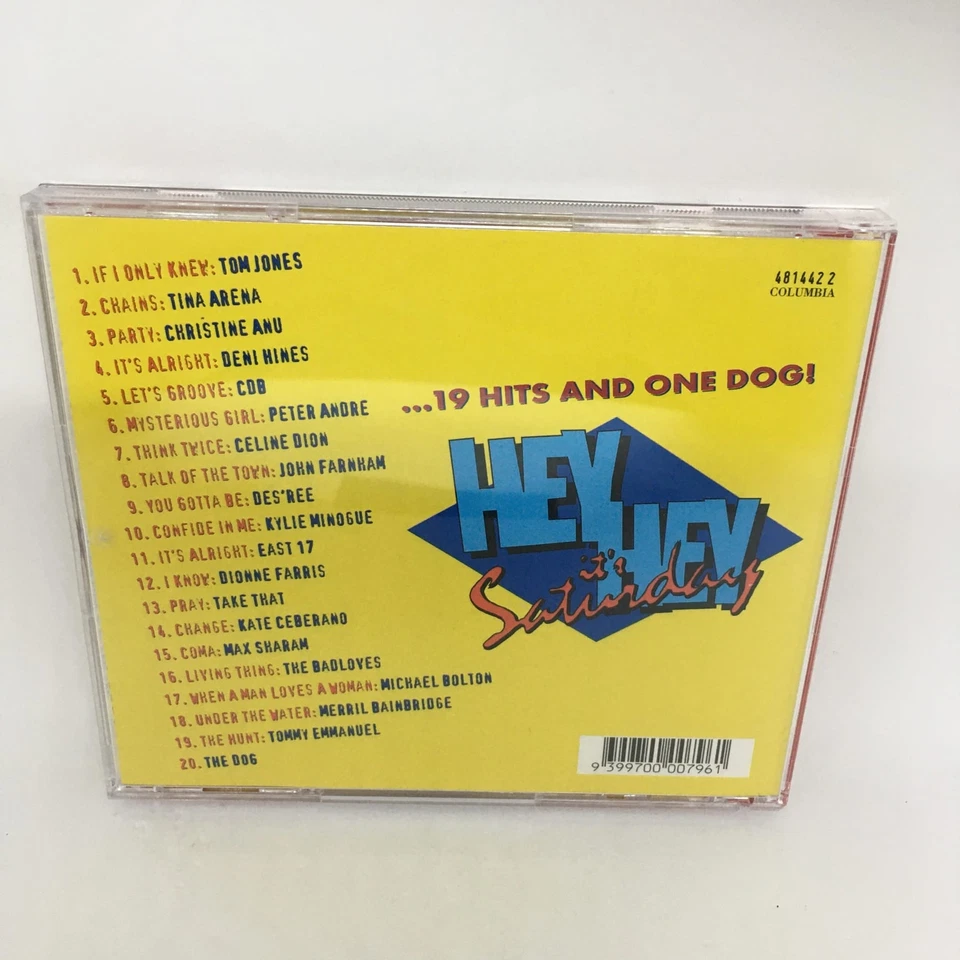 1. IF I ONLY KNEW: TOM JONES
2. CHAINS: TINA ARENA
3. PARTY: CHRISTINE ANU
4. IT'S ALRIGHT: DENI HINES
5. LET'S GROOVE: CDB
6. MYSTERIOUS GIRL: PETER ANDRE
7. THINK TWICE: CELINE DION
8. TALK OF THE TOWN: JOHN FARNHAM
9. YOU GOTTA BE: DES'REE
10. CONFIDE IN ME: KYLIE MINOGUE
11. IT'S ALRIGHT: EAST 17
12. I KNOW: DIONNE FARRIS
13. PRAY: TAKE THAT
14. CHANGE: KATE CEBERANO
15. COMA: MAX SHARAM
16. LIVING THING: THE BADLOVES
17. WHEN A MAN LOVES A WOMAN: MICHAEL BOLTON
18. UNDER THE WATER: MERRIL BAINBRIDGE
19. THE HUNT: TOMMY EMMANUEL
20. THE DOG
481442 2
COLUMBIA
...19 HITS AND ONE DOG!
HEY
HEY
it's
Saturday
9 399700 007961